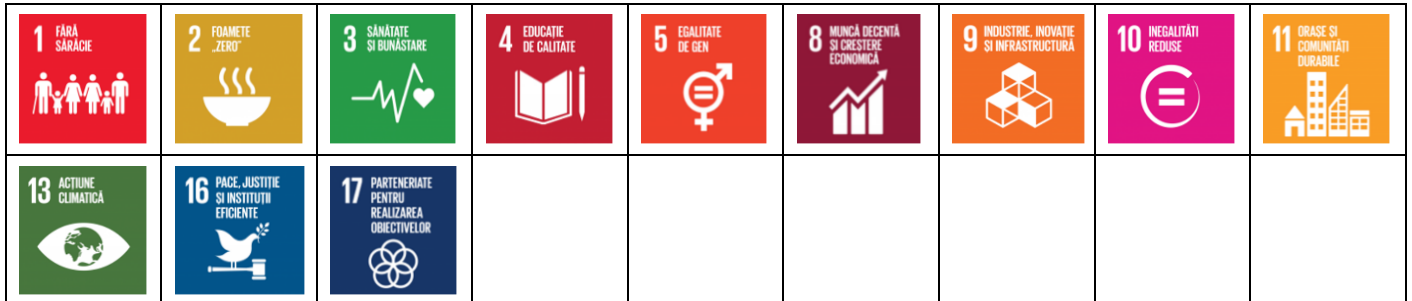 1 FĂRĂ
SĂRĂCIE
2 FOAMETE
„ZERO”
3 SĂNĂTATE
ȘI BUNĂSTARE
4 EDUCAȚIE
DE CALITATE
5 EGALITATE
DE GEN
8 MUNCĂ DECENTĂ
ȘI CREȘTERE
ECONOMICĂ
9 INDUSTRIE, INOVAȚIE
ȘI INFRASTRUCTURĂ
10 INEGALITĂȚI
REDUSE
11 ORAȘE ȘI
COMUNITĂȚI
DURABILE
13 ACȚIUNE
CLIMATICĂ
16 PACE, JUSTIȚIE
ȘI INSTITUȚII
EFICIENTE
17 PARTENERIATE
PENTRU
REALIZAREA
OBIECTIVELOR